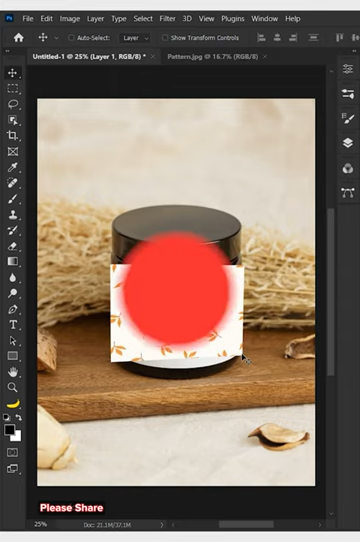 Ps File Edit Image Layer Type Select Filter 3D View Plugins Window Help
Auto-Select: Layer Show Transform Controls
Untitled-1 @ 25% (Layer 1, RGB/8) * × Pettern.jpg @ 16.7% (RGB/8) ×
T
Please Share
25% Doc: 21.1M/37.1M